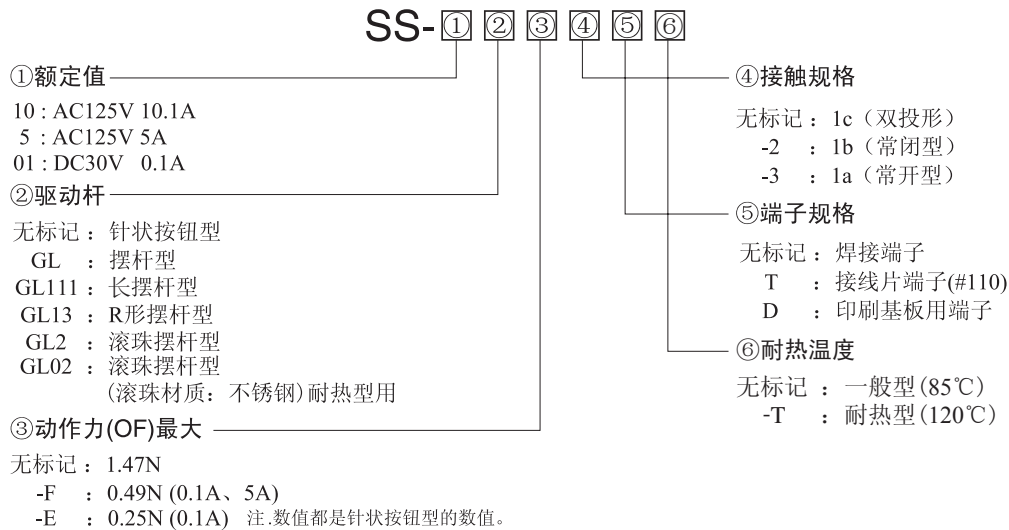 SS-①②③④⑤⑥
①额定值
10 : AC125V 10.1A
5 : AC125V 5A
01 : DC30V 0.1A
②驱动杆
无标记 : 针状按钮型
GL : 摆杆型
GL111 : 长摆杆型
GL13 : R形摆杆型
GL2 : 滚珠摆杆型
GL02 : 滚珠摆杆型
(滚珠材质: 不锈钢)耐热型用
③动作力(OF)最大
无标记 : 1.47N
-F : 0.49N (0.1A、5A)
-E : 0.25N (0.1A) 注.数值都是针状按钮型的数值。
④接触规格
无标记 : 1c（双投形）
-2 : 1b（常闭型）
-3 : 1a（常开型）
⑤端子规格
无标记 : 焊接端子
T : 接线片端子(#110)
D : 印刷基板用端子
⑥耐热温度
无标记 : 一般型(85℃)
-T : 耐热型(120℃)